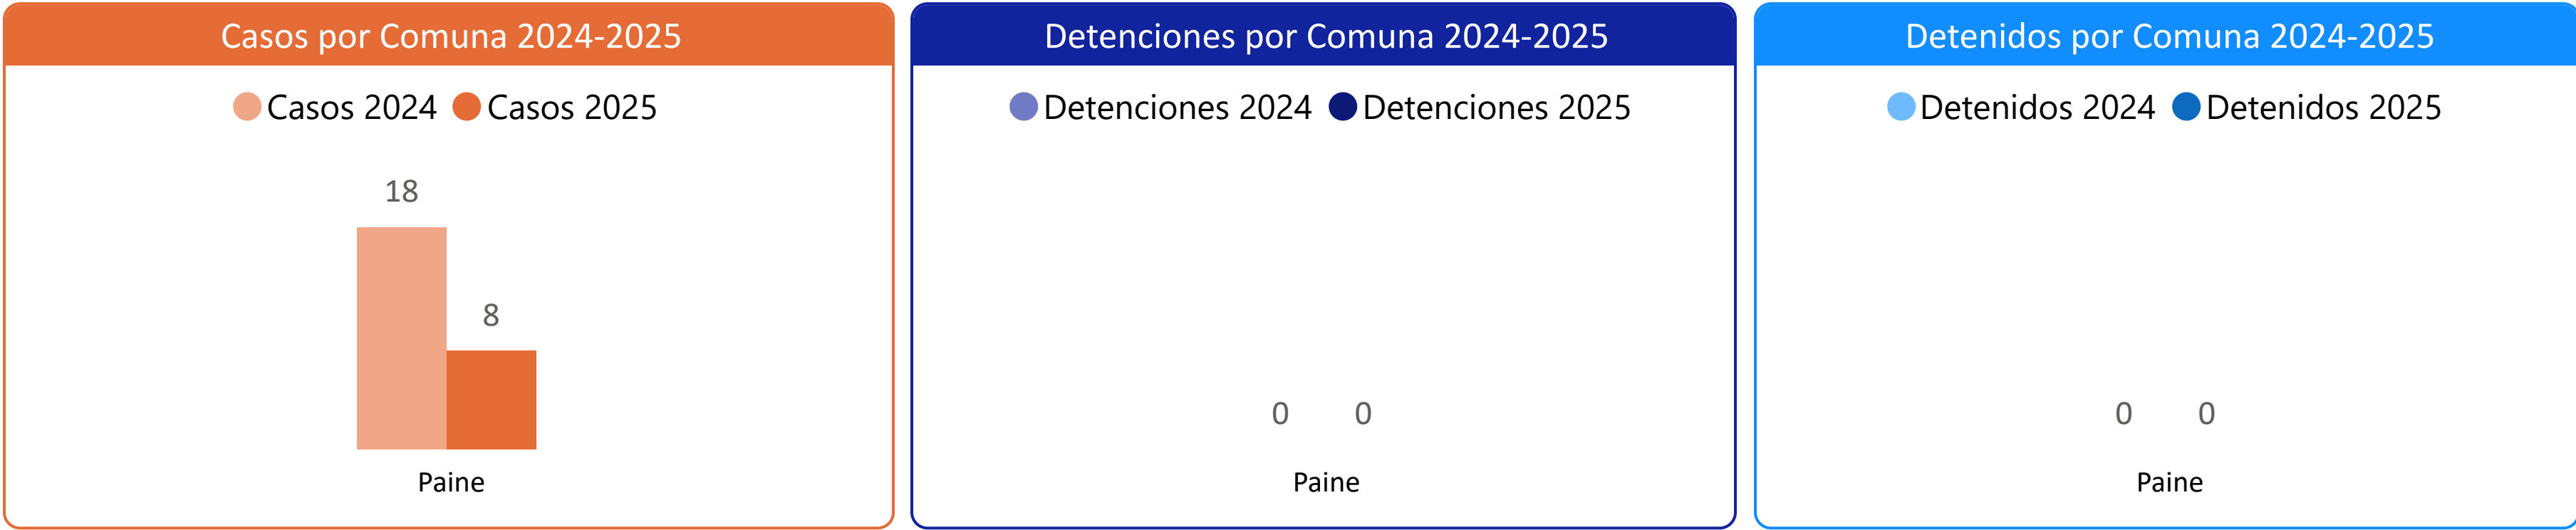 Casos por Comuna 2024-2025
Casos 2024 Casos 2025
18
8
Paine
Detenciones por Comuna 2024-2025
Detenciones 2024 Detenciones 2025
0 0
Paine
Detenidos por Comuna 2024-2025
Detenidos 2024 Detenidos 2025
0 0
Paine